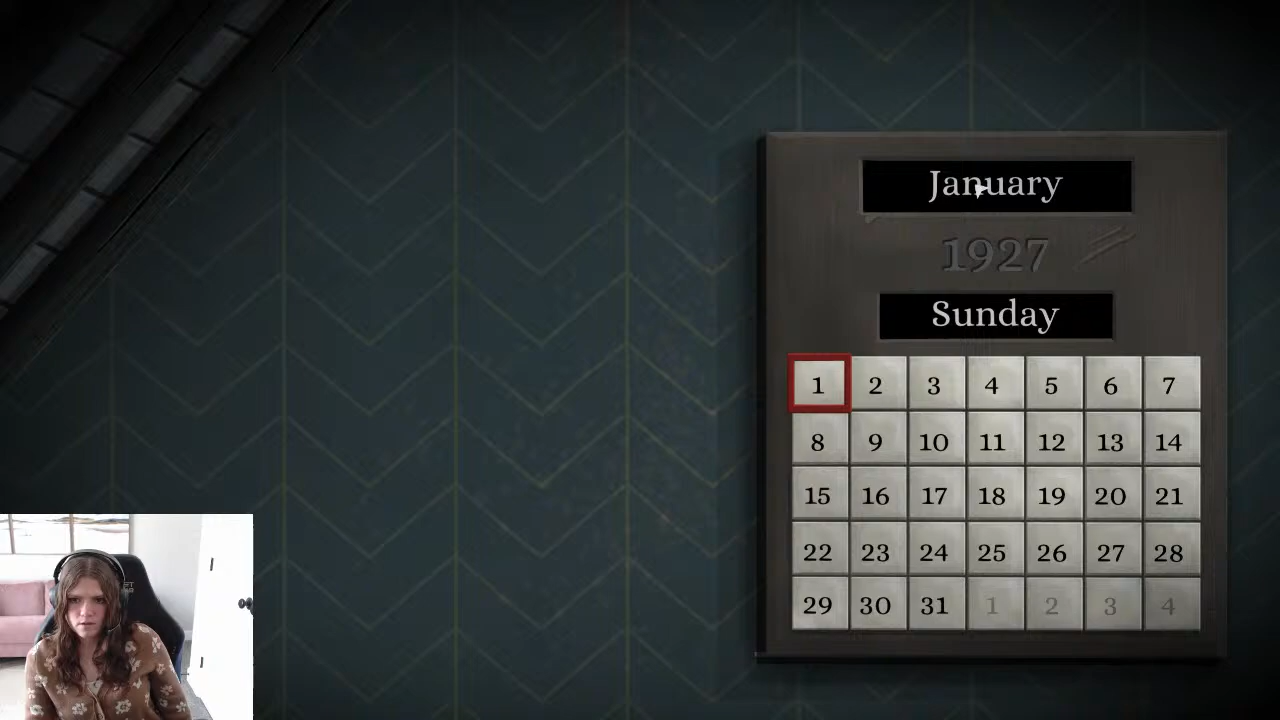 January
1927
Sunday
1 2 3 4 5 6 7
8 9 10 11 12 13 14
15 16 17 18 19 20 21
22 23 24 25 26 27 28
29 30 31 1 2 3 4